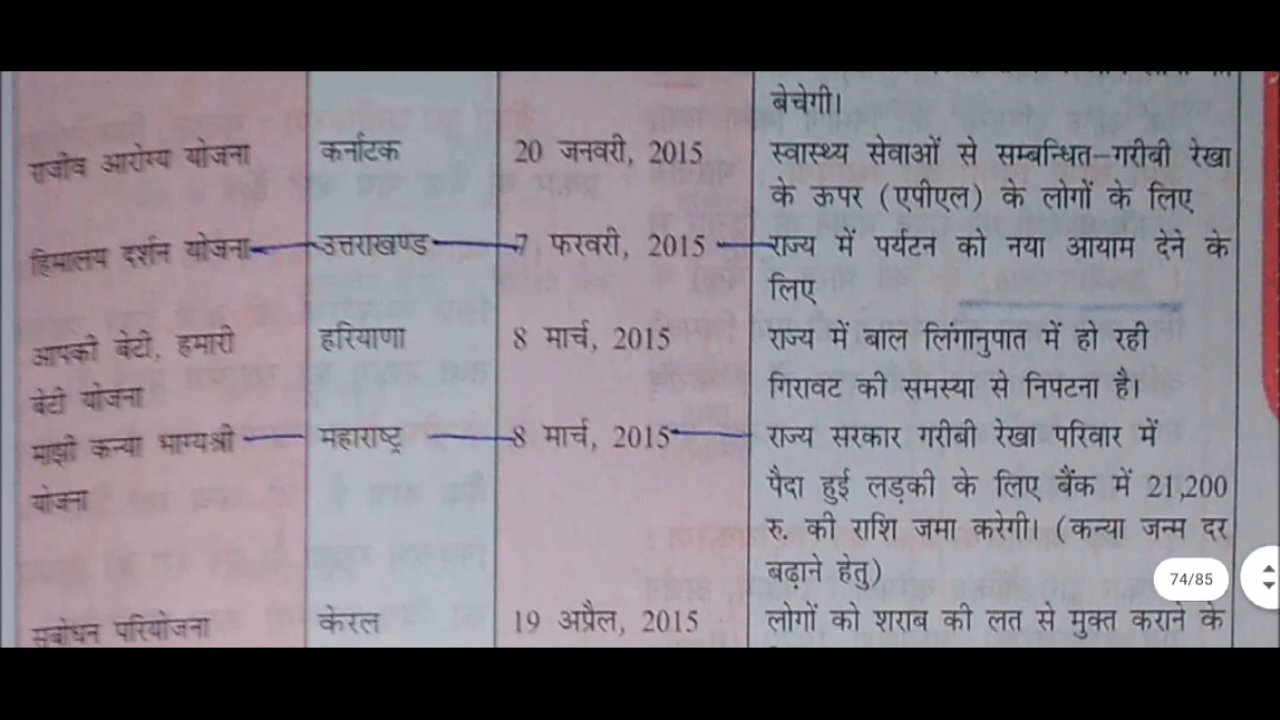 बेचेगी।
राजीव आरोग्य योजना कर्नाटक 20 जनवरी, 2015 स्वास्थ्य सेवाओं से सम्बन्धित–गरीबी रेखा
के ऊपर (एपीएल) के लोगों के लिए
हिमालय दर्शन योजना उत्तराखण्ड 7 फरवरी, 2015 राज्य में पर्यटन को नया आयाम देने के
लिए
आपकी बेटी, हमारी हरियाणा 8 मार्च, 2015 राज्य में बाल लिंगानुपात में हो रही
बेटी योजना गिरावट की समस्या से निपटना है।
माझी कन्या भाग्यश्री महाराष्ट्र 8 मार्च, 2015 राज्य सरकार गरीबी रेखा परिवार में
योजना पैदा हुई लड़की के लिए बैंक में 21,200
रु. की राशि जमा करेगी। (कन्या जन्म दर
बढ़ाने हेतु)
74/85
सुबोधन परियोजना केरल 19 अप्रैल, 2015 लोगों को शराब की लत से मुक्त कराने के